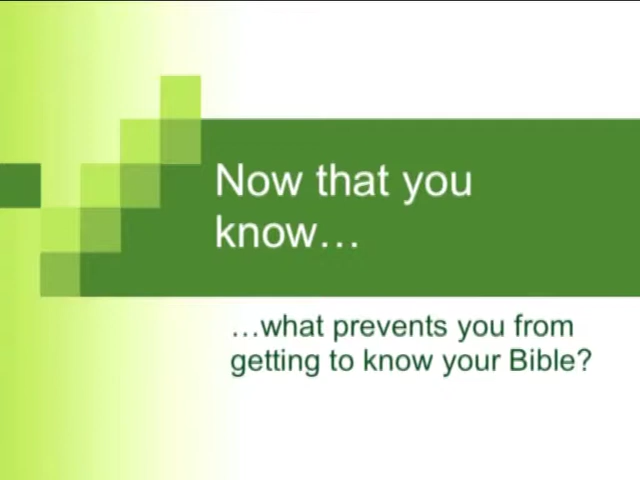 Now that you
know…
…what prevents you from
getting to know your Bible?